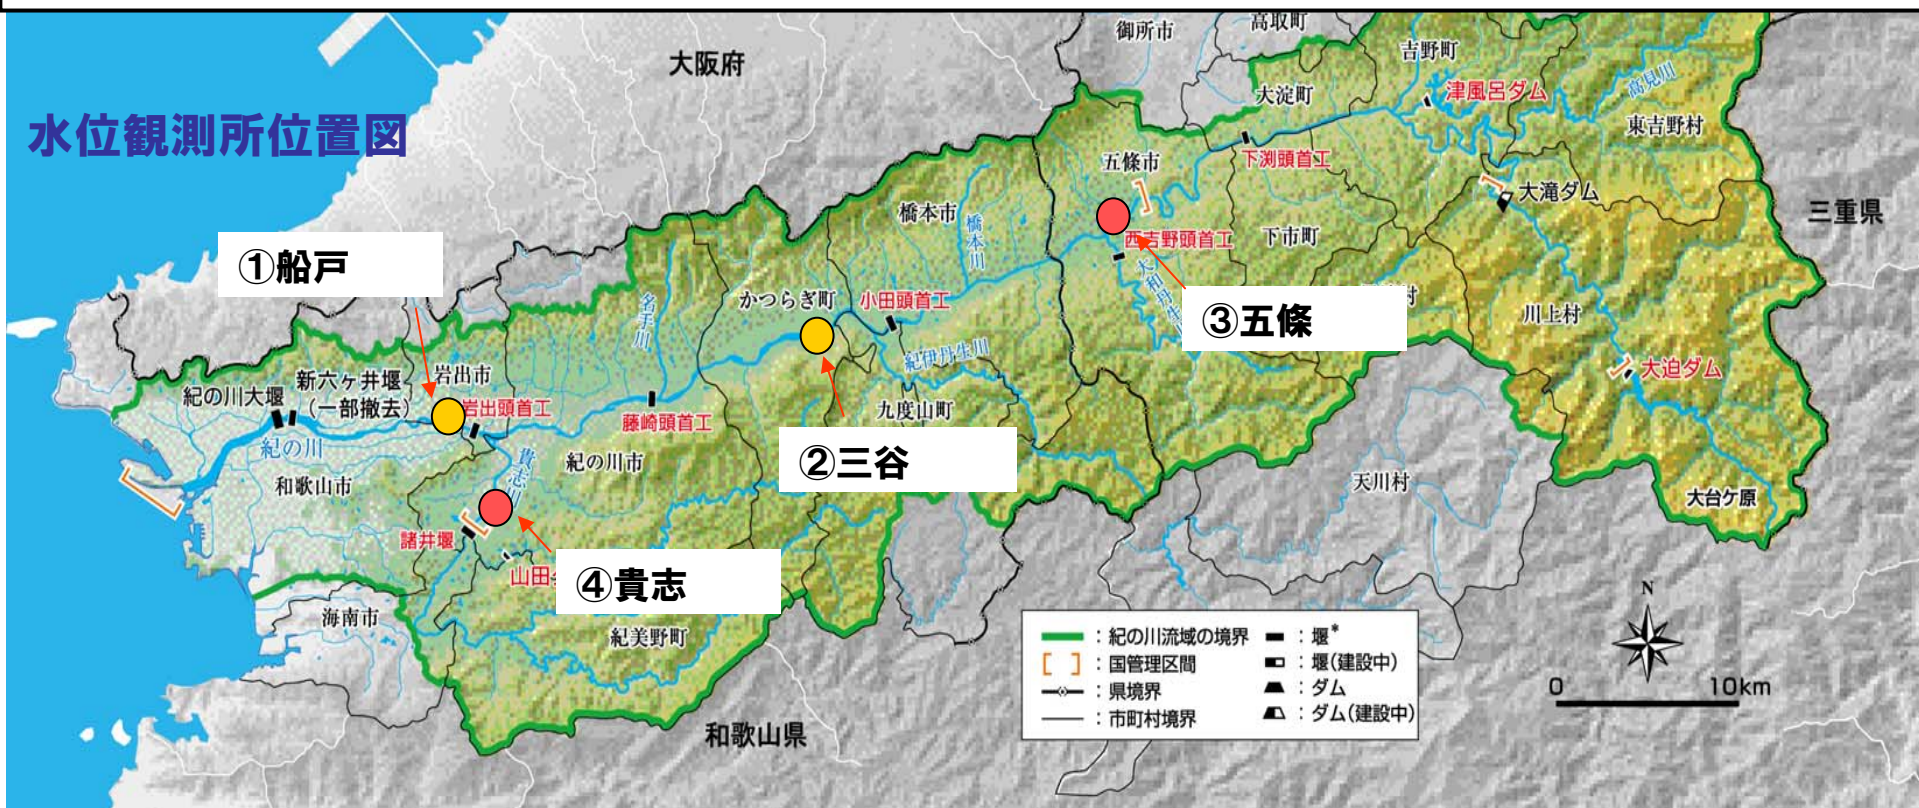 水位観測所位置図
大阪府
御所市
高取町
吉野町
高見川
津風呂ダム
大淀町
東吉野村
下渕頭首工
五條市
大滝ダム
三重県
橋本市
橋本川
西吉野頭首工
下市町
①船戸
かつらぎ町
小田頭首工
名手川
大和丹生
村
③五條
川上村
紀伊丹生川
大迫ダム
岩出市
新六ヶ井堰
(一部撤去)
紀の川大堰
岩出頭首工
藤崎頭首工
九度山町
紀の川
貴志川
紀の川市
②三谷
和歌山市
天川村
大台ケ原
諸井堰
山田
④貴志
海南市
紀美野町
和歌山県
:紀の川流域の境界
:堰*
:国管理区間
:堰(建設中)
:県境界
:ダム
:市町村境界
:ダム(建設中)
N
0 10km